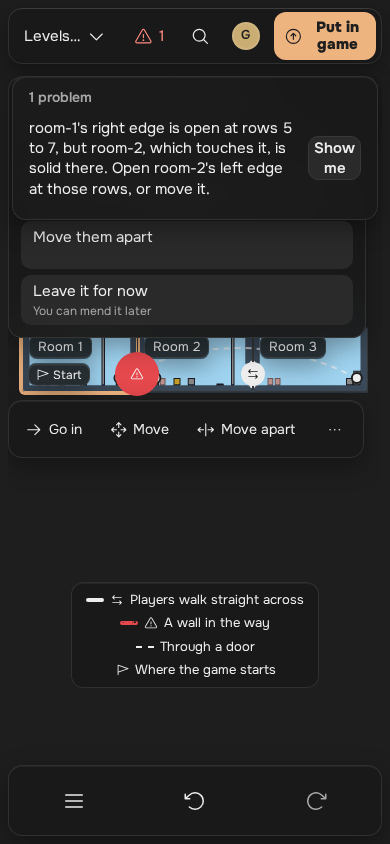 Levels...
1
G
Put in
game
1 problem
room-1's right edge is open at rows 5
to 7, but room-2, which touches it, is
solid there. Open room-2's left edge
at those rows, or move it.
Show
me
Move them apart
Leave it for now
You can mend it later
Room 1
Room 2
Room 3
Start
Go in
Move
Move apart
...
Players walk straight across
A wall in the way
Through a door
Where the game starts